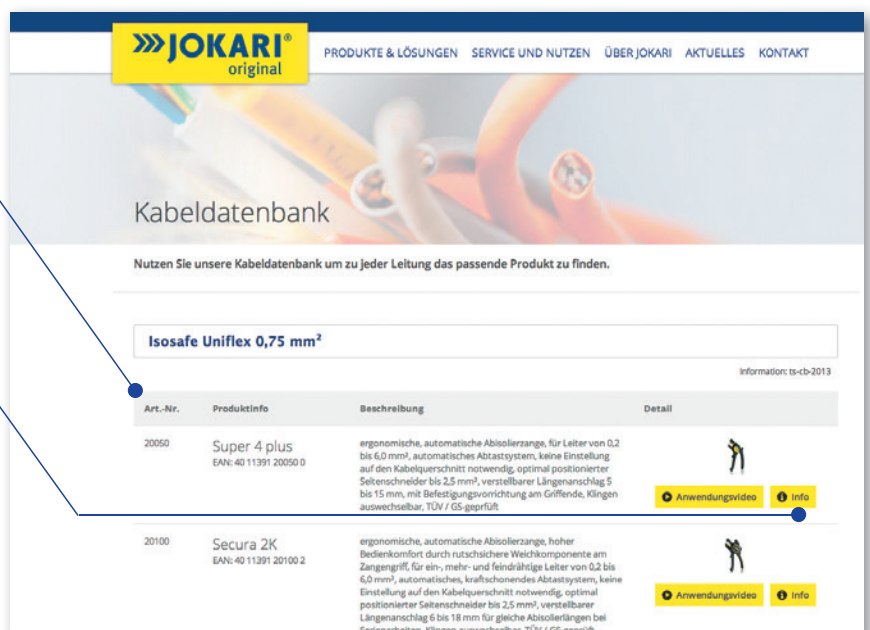 JOKARI®
original
PRODUKTE & LÖSUNGEN SERVICE UND NUTZEN ÜBER JOKARI AKTUELLES KONTAKT
Kabeldatenbank
Nutzen Sie unsere Kabeldatenbank um zu jeder Leitung das passende Produkt zu finden.
Isosafe Uniflex 0,75 mm²
Information: ts-cb-2013
Art.-Nr. Produktinfo Beschreibung Detail
20050
Super 4 plus
EAN: 40 11391 20050 0
ergonomische, automatische Abisolierzange, für Leiter von 0,2
bis 6,0 mm², automatisches Abtastsystem, keine Einstellung
auf den Kabelquerschnitt notwendig, optimal positionierter
Seitenschneider bis 2,5 mm², verstellbarer Längenanschlag 5
bis 15 mm, mit Befestigungsvorrichtung am Griffende, Klingen
auswechselbar, TÜV / GS-geprüft
Anwendungsvideo Info
20100
Secura 2K
EAN: 40 11391 20100 2
ergonomische, automatische Abisolierzange, hoher
Bedienkomfort durch rutschsichere Weichkomponente am
Zangengriff, für ein-, mehr- und feindrähtige Leiter von 0,2 bis
6,0 mm², automatisches, kraftschonendes Abtastsystem, keine
Einstellung auf den Kabelquerschnitt notwendig, optimal
positionierter Seitenschneider bis 2,5 mm², verstellbarer
Längenanschlag 6 bis 18 mm für gleiche Abisolierlängen bei
Anwendungsvideo Info